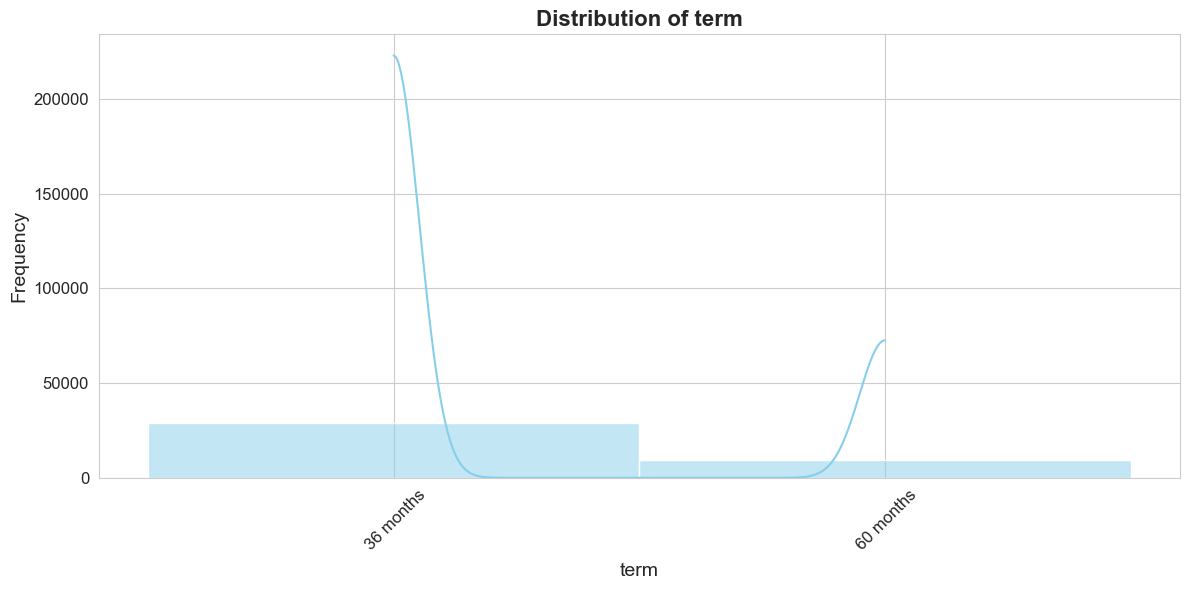 Distribution of term
Frequency
200000
150000
100000
50000
0
36 months
60 months
term